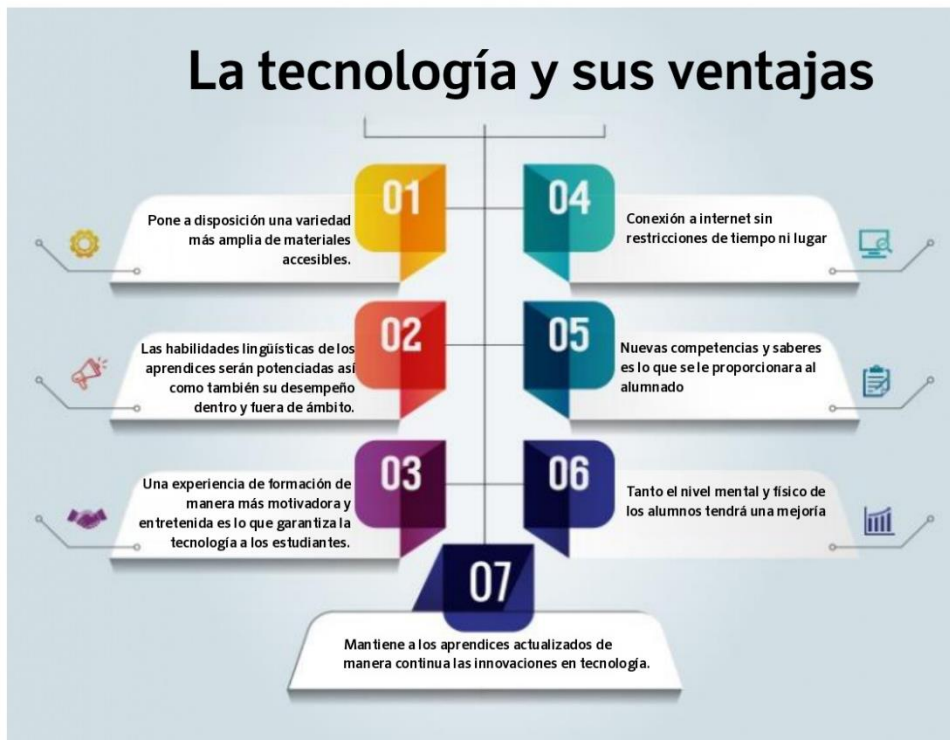 La tecnología y sus ventajas
01
Pone a disposición una variedad
más amplia de materiales
accesibles.
02
Las habilidades lingüísticas de los
aprendices serán potenciadas así
como también su desempeño
dentro y fuera de ámbito.
03
Una experiencia de formación de
manera más motivadora y
entretenida es lo que garantiza la
tecnología a los estudiantes.
04
Conexión a internet sin
restricciones de tiempo ni lugar
05
Nuevas competencias y saberes
es lo que se le proporcionara al
alumnado
06
Tanto el nivel mental y físico de
los alumnos tendrá una mejoría
07
Mantiene a los aprendices actualizados de
manera continua las innovaciones en tecnología.